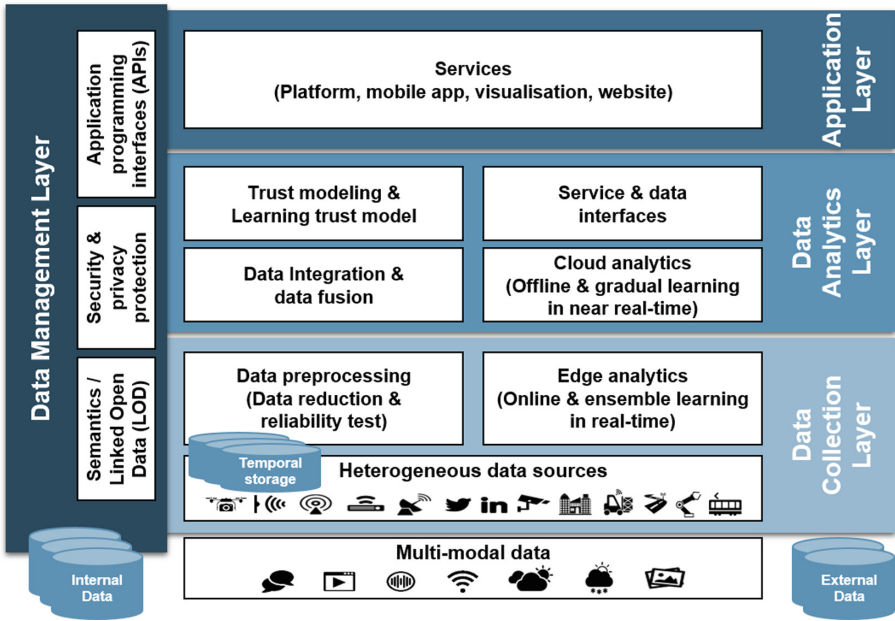 Data Management Layer
Application
programming
interfaces (APIs)
Security &
privacy
protection
Semantics /
Linked Open
Data (LOD)
Services
(Platform, mobile app, visualisation, website)
Application
Layer
Trust modeling &
Learning trust model
Service & data
interfaces
Data Integration &
data fusion
Cloud analytics
(Offline & gradual learning
in near real-time)
Data
Analytics
Layer
Data preprocessing
(Data reduction &
reliability test)
Edge analytics
(Online & ensemble learning
in real-time)
Temporal
storage
Heterogeneous data sources
in
Data
Collection
Layer
Multi-modal data
Internal
Data
External
Data